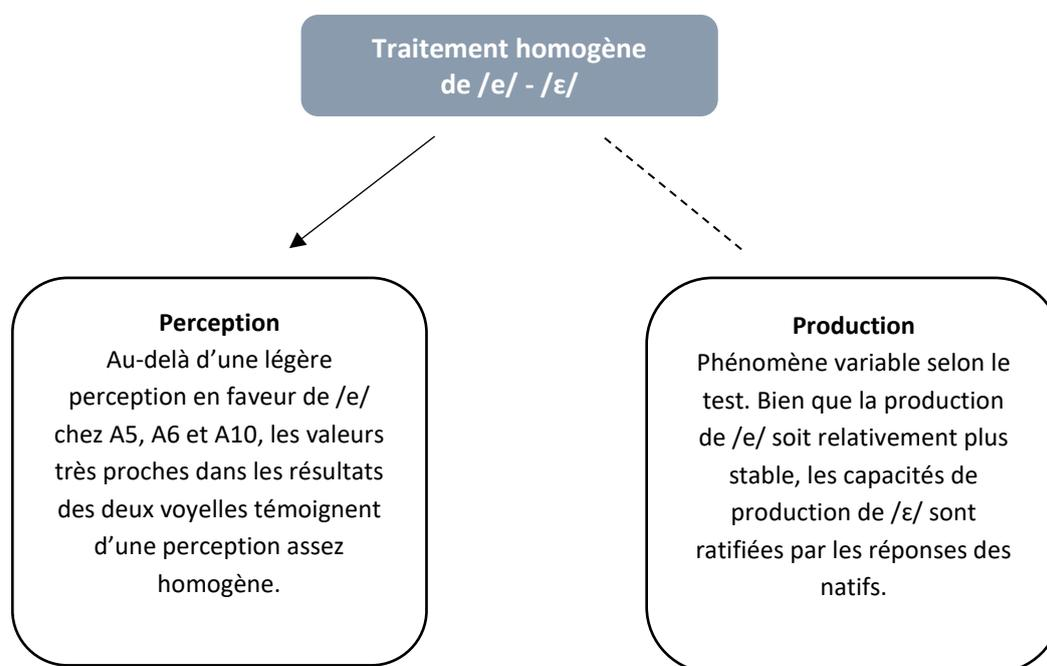 Traitement homogène
de /e/ - /ɛ/
Perception
Au-delà d’une légère
perception en faveur de /e/
chez A5, A6 et A10, les valeurs
très proches dans les résultats
des deux voyelles témoignent
d’une perception assez
homogène.
Production
Phénomène variable selon le
test. Bien que la production
de /e/ soit relativement plus
stable, les capacités de
production de /ɛ/ sont
ratifiées par les réponses des
natifs.